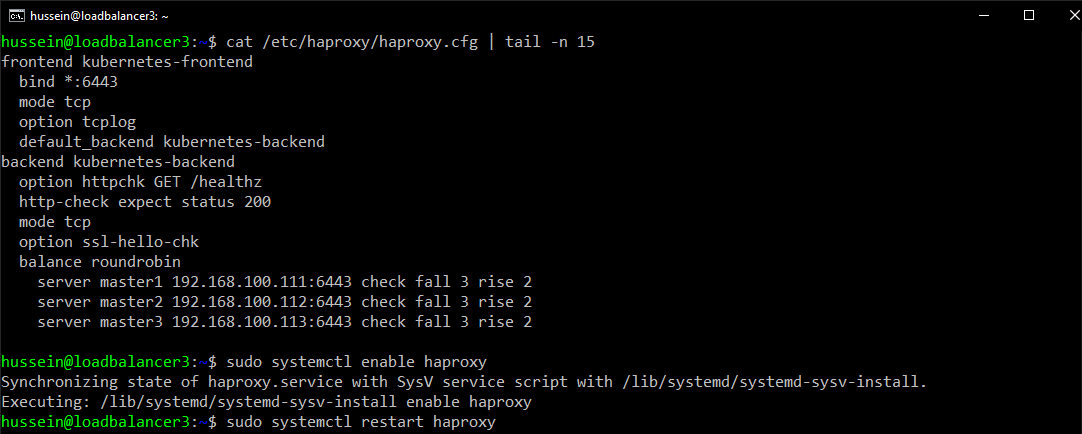 hussein@loadbalancer3: ~
hussein@loadbalancer3:~$ cat /etc/haproxy/haproxy.cfg | tail -n 15
frontend kubernetes-frontend
  bind *:6443
  mode tcp
  option tcplog
  default_backend kubernetes-backend
backend kubernetes-backend
  option httpchk GET /healthz
  http-check expect status 200
  mode tcp
  option ssl-hello-chk
  balance roundrobin
    server master1 192.168.100.111:6443 check fall 3 rise 2
    server master2 192.168.100.112:6443 check fall 3 rise 2
    server master3 192.168.100.113:6443 check fall 3 rise 2
hussein@loadbalancer3:~$ sudo systemctl enable haproxy
Synchronizing state of haproxy.service with SysV service script with /lib/systemd/systemd-sysv-install.
Executing: /lib/systemd/systemd-sysv-install enable haproxy
hussein@loadbalancer3:~$ sudo systemctl restart haproxy